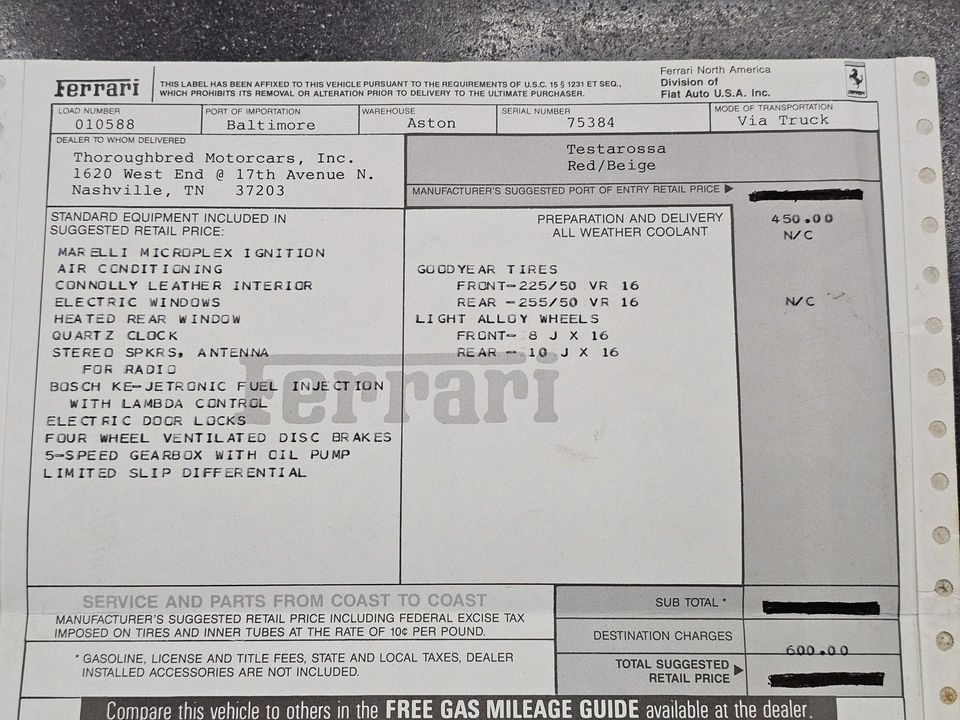 Ferrari
THIS LABEL HAS BEEN AFFIXED TO THIS VEHICLE PURSUANT TO THE REQUIREMENTS OF U.S.C. 15 § 1231 ET SEQ.,
WHICH PROHIBITS ITS REMOVAL OR ALTERATION PRIOR TO DELIVERY TO THE ULTIMATE PURCHASER.
Ferrari North America
Division of
Fiat Auto U.S.A. Inc.
LOAD NUMBER
010588
PORT OF IMPORTATION
Baltimore
WAREHOUSE
Aston
SERIAL NUMBER
75384
MODE OF TRANSPORTATION
Via Truck
DEALER TO WHOM DELIVERED
Thoroughbred Motorcars, Inc.
1620 West End @ 17th Avenue N.
Nashville, TN 37203
Testarossa
Red/Beige
MANUFACTURER'S SUGGESTED PORT OF ENTRY RETAIL PRICE
STANDARD EQUIPMENT INCLUDED IN
SUGGESTED RETAIL PRICE:
MARELLI MICROPLEX IGNITION
AIR CONDITIONING
CONNOLLY LEATHER INTERIOR
ELECTRIC WINDOWS
HEATED REAR WINDOW
QUARTZ CLOCK
STEREO SPKRS, ANTENNA
FOR RADIO
BOSCH KE-JETRONIC FUEL INJECTION
WITH LAMBDA CONTROL
ELECTRIC DOOR LOCKS
FOUR WHEEL VENTILATED DISC BRAKES
5-SPEED GEARBOX WITH OIL PUMP
LIMITED SLIP DIFFERENTIAL
PREPARATION AND DELIVERY 450.00
ALL WEATHER COOLANT N/C
GOODYEAR TIRES
FRONT-225/50 VR 16
REAR -255/50 VR 16 N/C
LIGHT ALLOY WHEELS
FRONT- 8 J X 16
REAR - 10 J X 16
Ferrari
SERVICE AND PARTS FROM COAST TO COAST
MANUFACTURER'S SUGGESTED RETAIL PRICE INCLUDING FEDERAL EXCISE TAX
IMPOSED ON TIRES AND INNER TUBES AT THE RATE OF 10¢ PER POUND.
* GASOLINE, LICENSE AND TITLE FEES, STATE AND LOCAL TAXES, DEALER
INSTALLED ACCESSORIES ARE NOT INCLUDED.
SUB TOTAL *
DESTINATION CHARGES 600.00
TOTAL SUGGESTED
RETAIL PRICE
Compare this vehicle to others in the FREE GAS MILEAGE GUIDE available at the dealer.